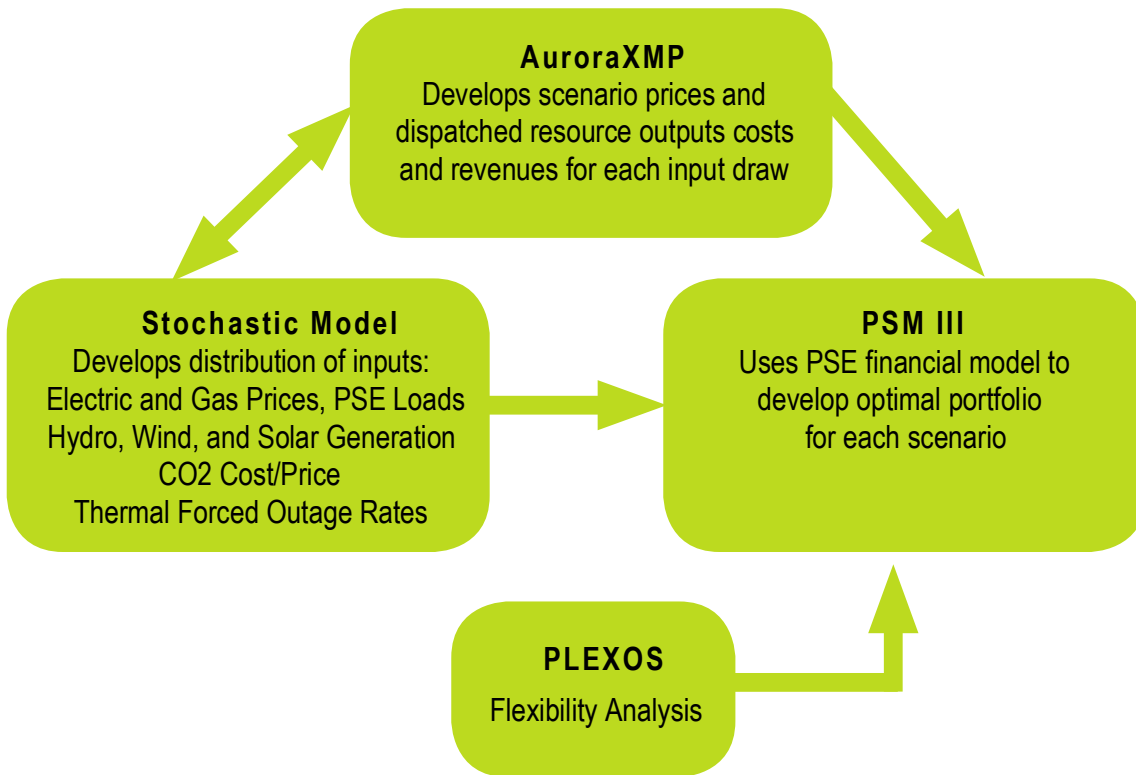 AuroraXMP
Develops scenario prices and
dispatched resource outputs costs
and revenues for each input draw
Stochastic Model
Develops distribution of inputs:
Electric and Gas Prices, PSE Loads
Hydro, Wind, and Solar Generation
CO2 Cost/Price
Thermal Forced Outage Rates
PSM III
Uses PSE financial model to
develop optimal portfolio
for each scenario
PLEXOS
Flexibility Analysis